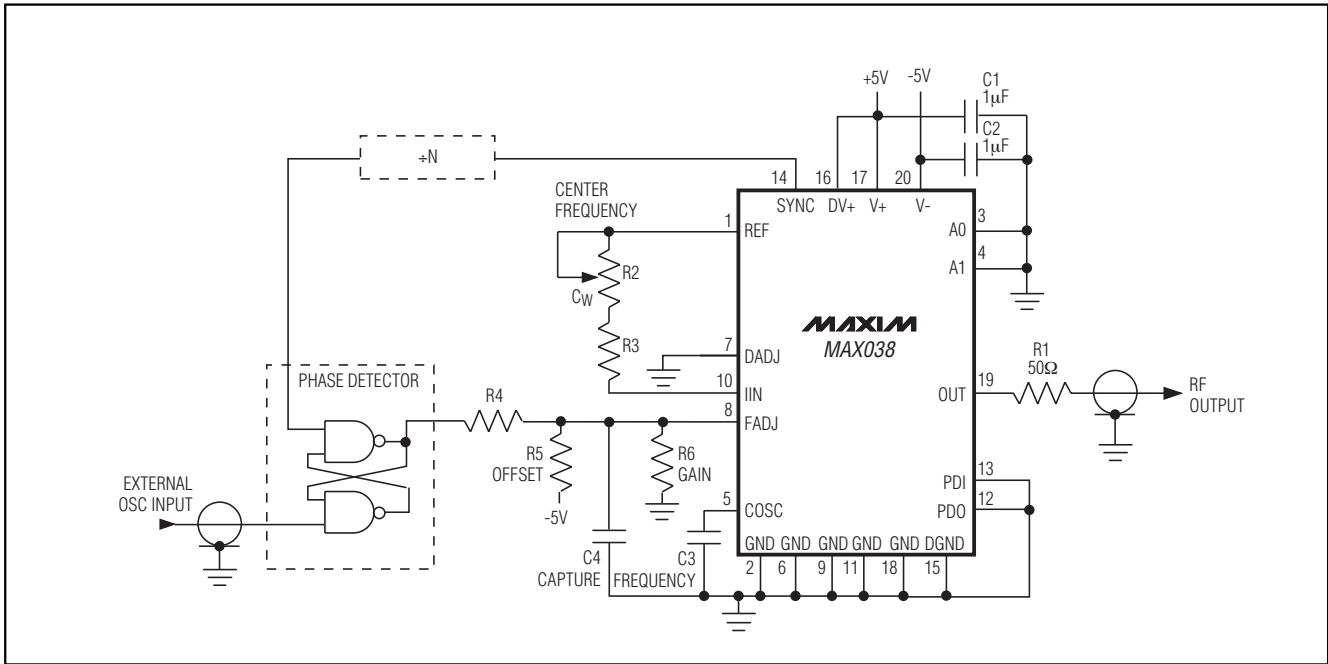 +5V
-5V
C1
1µF
C2
1µF
÷N
14
16
17
20
SYNC
DV+
V+
V-
CENTER
FREQUENCY
1
REF
3
A0
4
A1
R2
CW
R3
MAXIM
MAX038
7
DADJ
10
IIN
8
FADJ
PHASE DETECTOR
R4
R1
50Ω
19
OUT
RF
OUTPUT
R5
OFFSET
-5V
R6
GAIN
EXTERNAL
OSC INPUT
5
COSC
13
PDI
12
PDO
C4
CAPTURE
C3
FREQUENCY
GND
GND
GND
GND
GND
DGND
2
6
9
11
18
15